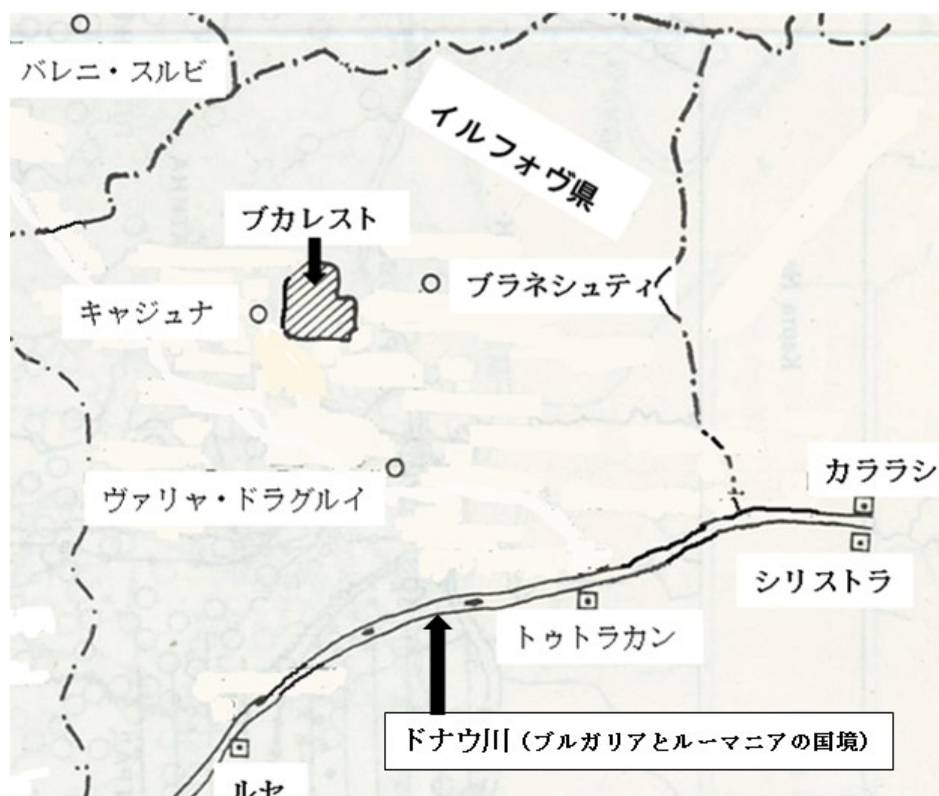 バレニ・スルビ
イルフォヴ県
ブカレスト
ブラネシュティ
キャジュナ
カララシ
ヴァリャ・ドラグルイ
シリストラ
トゥトラカン
ドナウ川（ブルガリアとルーマニアの国境）
ルセ